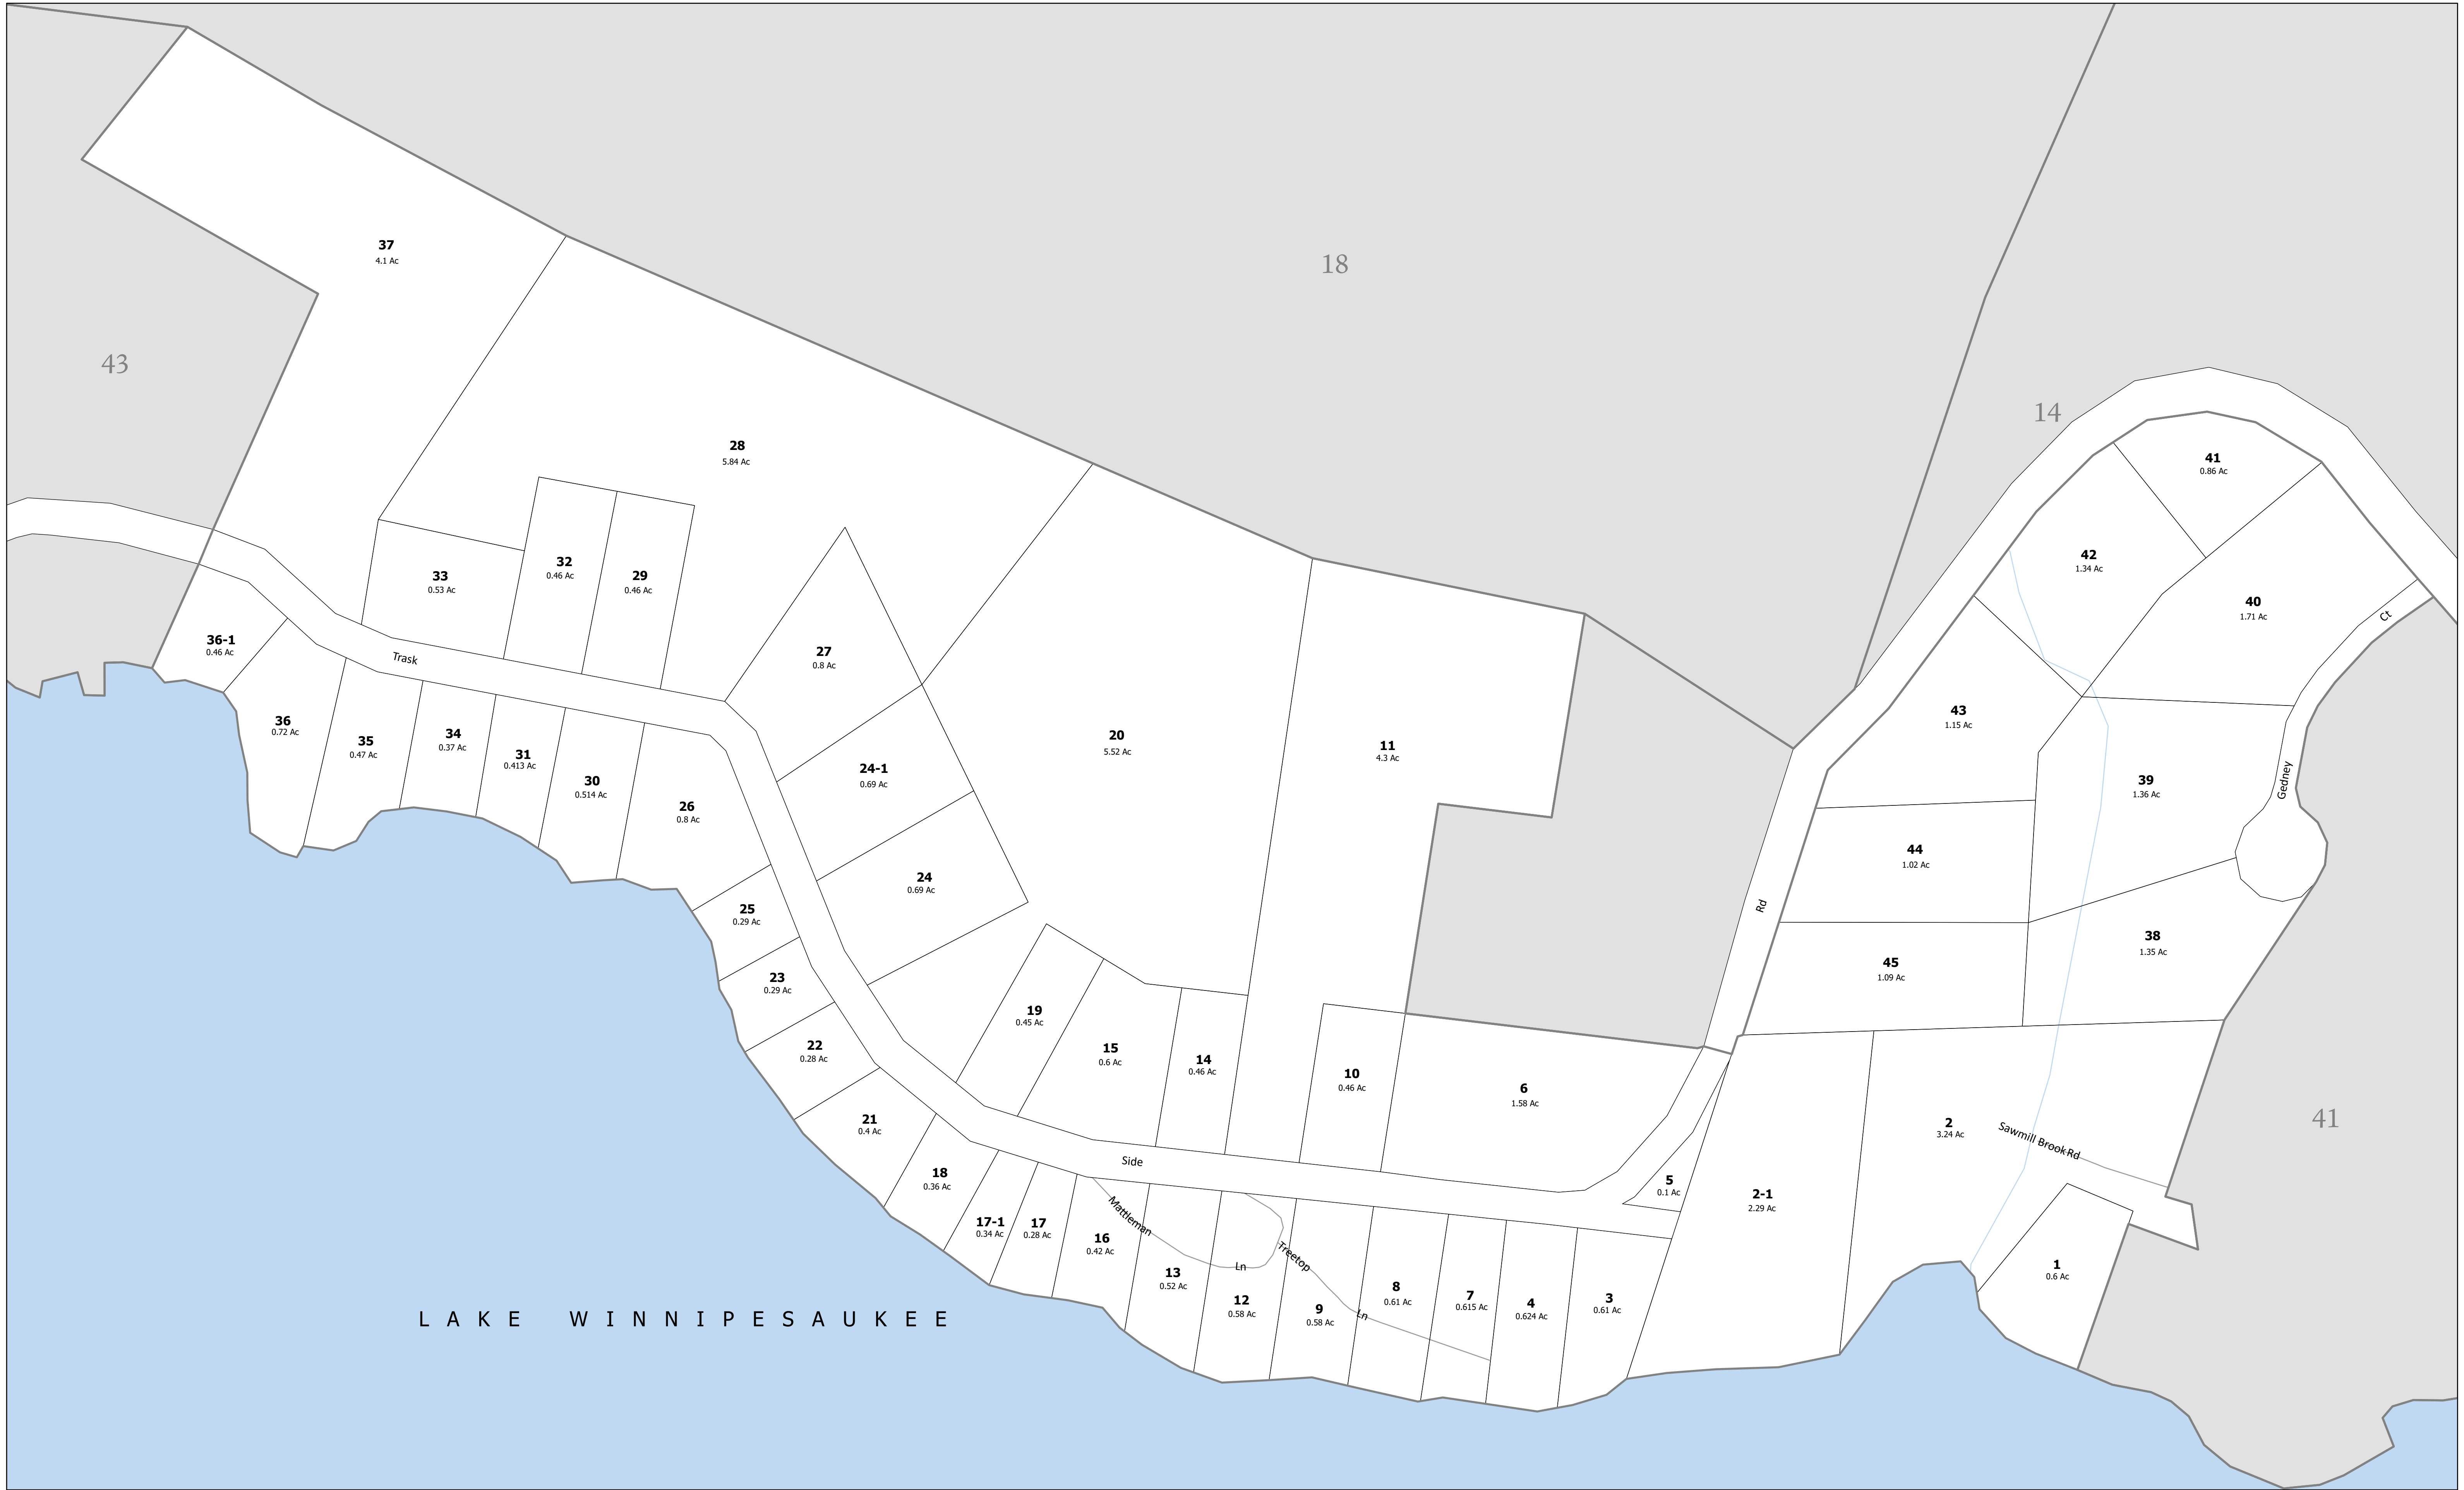 18
43
14
41
37
4.1 Ac
28
5.84 Ac
41
0.86 Ac
42
1.34 Ac
40
1.71 Ac
Ct
33
0.53 Ac
32
0.46 Ac
29
0.46 Ac
36-1
0.46 Ac
Trask
27
0.8 Ac
36
0.72 Ac
35
0.47 Ac
34
0.37 Ac
31
0.413 Ac
30
0.514 Ac
26
0.8 Ac
24-1
0.69 Ac
20
5.52 Ac
11
4.3 Ac
43
1.15 Ac
39
1.36 Ac
Gedney
44
1.02 Ac
24
0.69 Ac
25
0.29 Ac
Rd
38
1.35 Ac
45
1.09 Ac
23
0.29 Ac
22
0.28 Ac
19
0.45 Ac
15
0.6 Ac
14
0.46 Ac
10
0.46 Ac
6
1.58 Ac
21
0.4 Ac
2
3.24 Ac
Sawmill Brook Rd
Side
18
0.36 Ac
5
0.1 Ac
2-1
2.29 Ac
17-1
0.34 Ac
17
0.28 Ac
16
0.42 Ac
Mattleman
Ln
Treetop
Ln
13
0.52 Ac
12
0.58 Ac
9
0.58 Ac
8
0.61 Ac
7
0.615 Ac
4
0.624 Ac
3
0.61 Ac
1
0.6 Ac
LAKE WINNIPESAUKEE